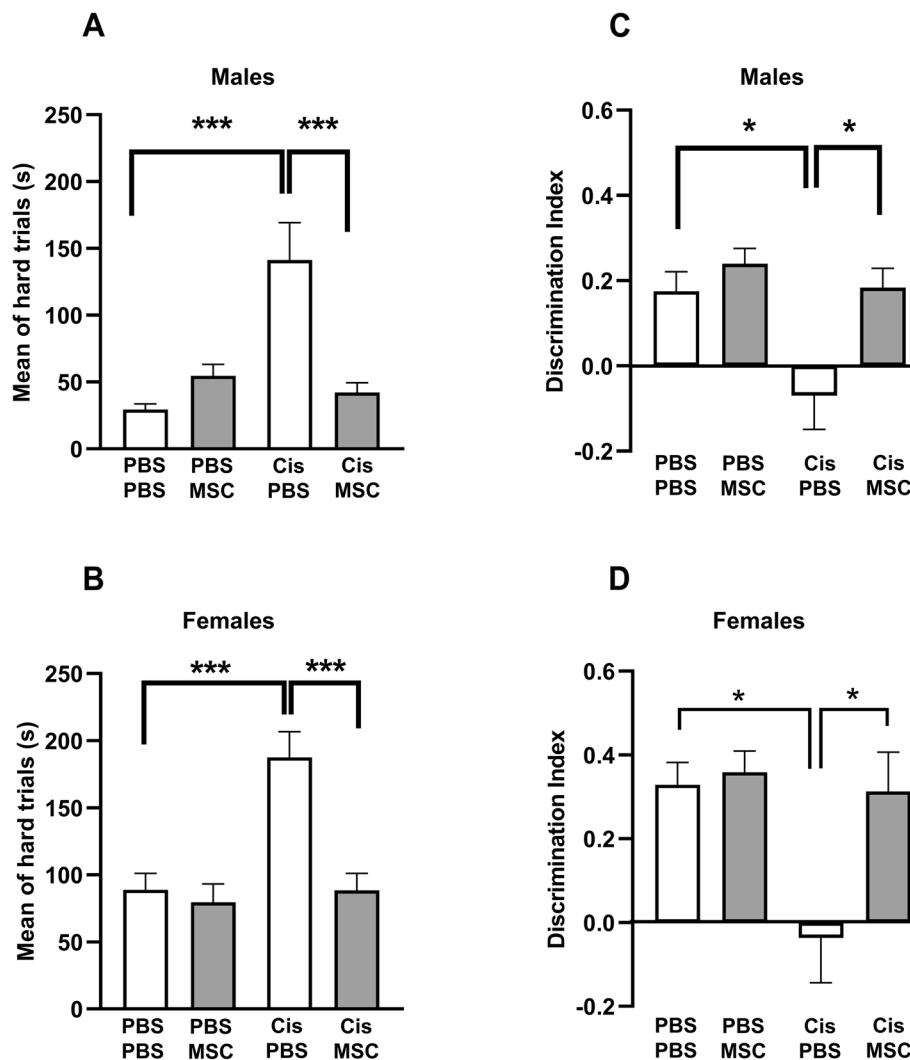 A
Males
Mean of hard trials (s)
250
200
150
100
50
0
*** ***
PBS PBS Cis Cis
PBS MSC PBS MSC
C
Males
Discrimination Index
0.6
0.4
0.2
0.0
-0.2
* *
PBS PBS Cis Cis
PBS MSC PBS MSC
B
Females
Mean of hard trials (s)
250
200
150
100
50
0
*** ***
PBS PBS Cis Cis
PBS MSC PBS MSC
D
Females
Discrimination Index
0.6
0.4
0.2
0.0
-0.2
* *
PBS PBS Cis Cis
PBS MSC PBS MSC